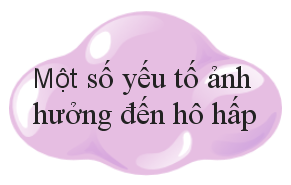 Một số yếu tố ảnh
hưởng đến hô hấp